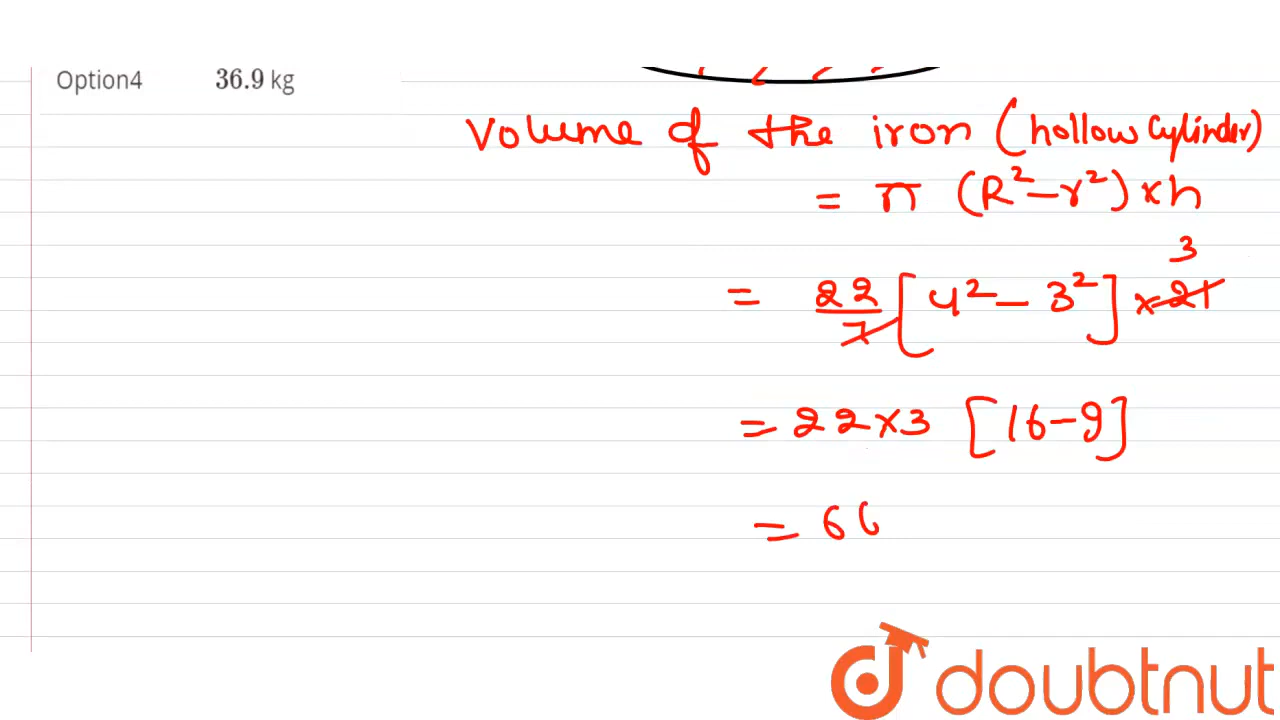 Option4 36.9 kg
Volume of the iron (hollow Cylinder)
= π (R² - r²) × h
3
= 22/7 [4² - 3²] × 21
= 22 × 3 [16 - 9]
= 6
doubtnut